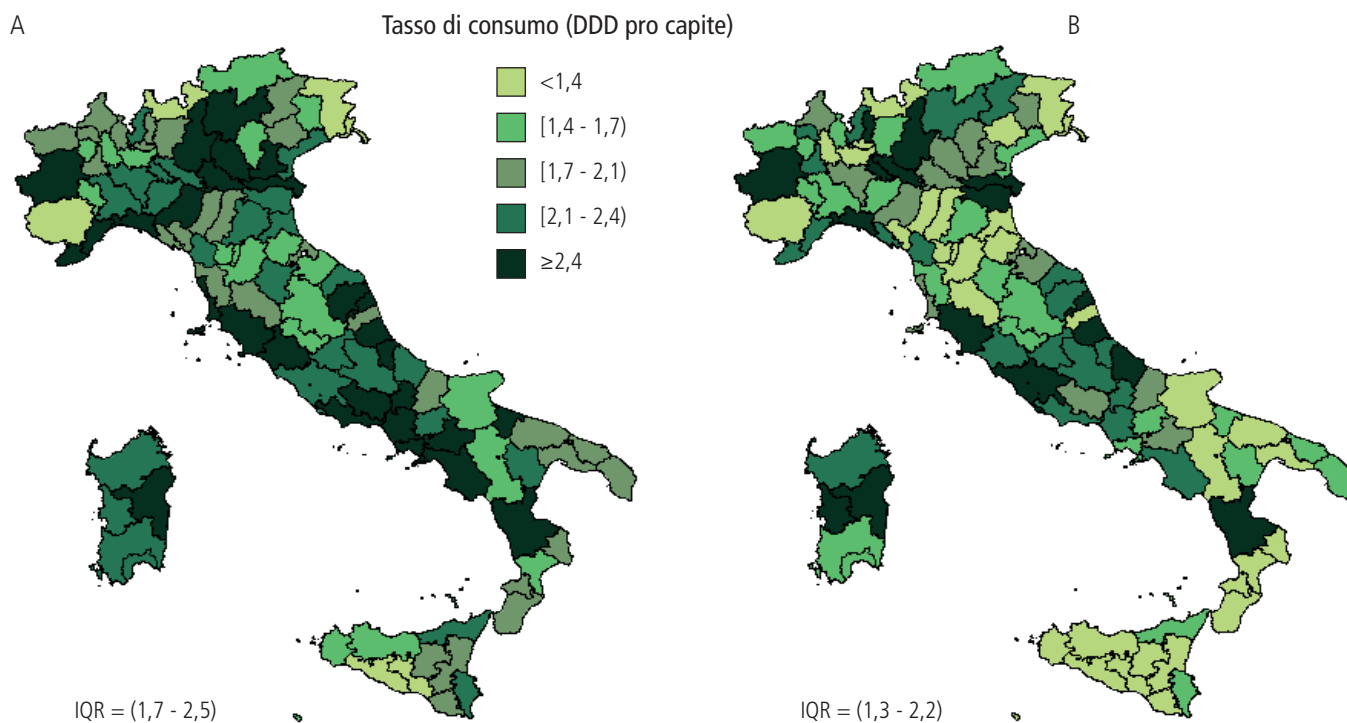 A
Tasso di consumo (DDD pro capite)
B
<1,4
[1,4 - 1,7)
[1,7 - 2,1)
[2,1 - 2,4)
≥2,4
IQR = (1,7 - 2,5)
IQR = (1,3 - 2,2)